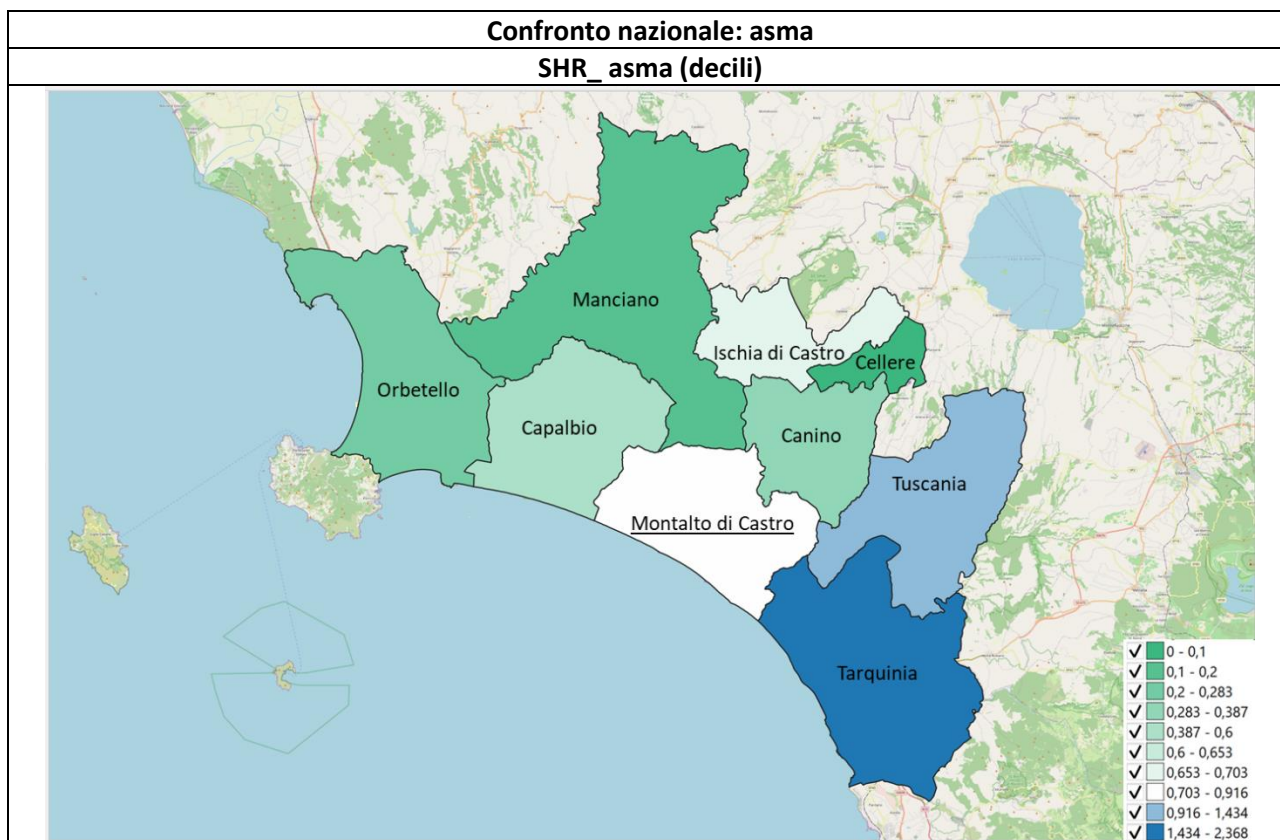 Confronto nazionale: asma
SHR_ asma (decili)
Manciano
Ischia di Castro
Cellere
Orbetello
Capalbio
Canino
Tuscania
Montalto di Castro
Tarquinia
0 - 0,1
0,1 - 0,2
0,2 - 0,283
0,283 - 0,387
0,387 - 0,6
0,6 - 0,653
0,653 - 0,703
0,703 - 0,916
0,916 - 1,434
1,434 - 2,368